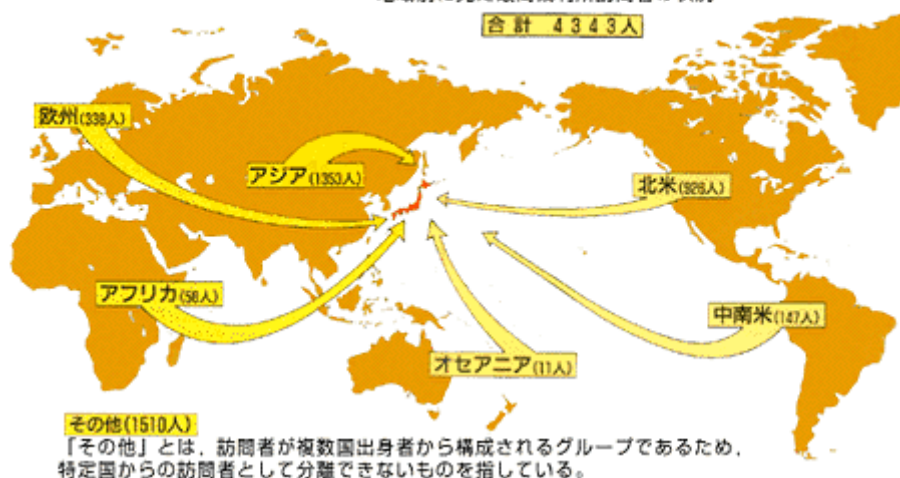 合計 4343人
欧州(338人)
アジア(1353人)
北米(926人)
アフリカ(58人)
中南米(147人)
オセアニア(11人)
その他(1510人)
「その他」とは，訪問者が複数国出身者から構成されるグループであるため，
特定国からの訪問者として分離できないものを指している。